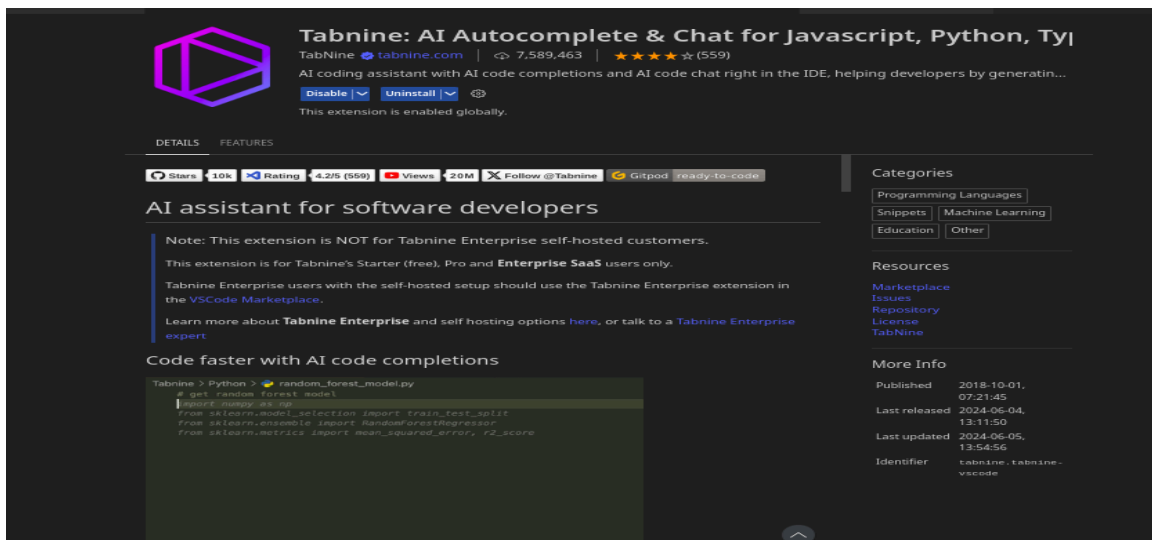 Tabnine: AI Autocomplete & Chat for Javascript, Python, Ty
TabNine tabnine.com | 7,589,463 | ★★★★☆(559)
AI coding assistant with AI code completions and AI code chat right in the IDE, helping developers by generatin...
Disable Uninstall
This extension is enabled globally.
DETAILS FEATURES
Stars 10k Rating 4.2/5 (559) Views 20M Follow @Tabnine Gitpod ready-to-code
AI assistant for software developers
Note: This extension is NOT for Tabnine Enterprise self-hosted customers.
This extension is for Tabnine's Starter (free), Pro and Enterprise SaaS users only.
Tabnine Enterprise users with the self-hosted setup should use the Tabnine Enterprise extension in
the VSCode Marketplace.
Learn more about Tabnine Enterprise and self hosting options here, or talk to a Tabnine Enterprise
expert
Code faster with AI code completions
Tabnine > Python > random_forest_model.py
# get random forest model
import numpy as np
from sklearn.model_selection import train_test_split
from sklearn.ensemble import RandomForestRegressor
from sklearn.metrics import mean_squared_error, r2_score
Categories
Programming Languages
Snippets Machine Learning
Education Other
Resources
Marketplace
Issues
Repository
License
TabNine
More Info
Published 2018-10-01,
07:21:45
Last released 2024-06-04,
13:11:50
Last updated 2024-06-05,
13:54:56
Identifier tabnine.tabnine-
vscode